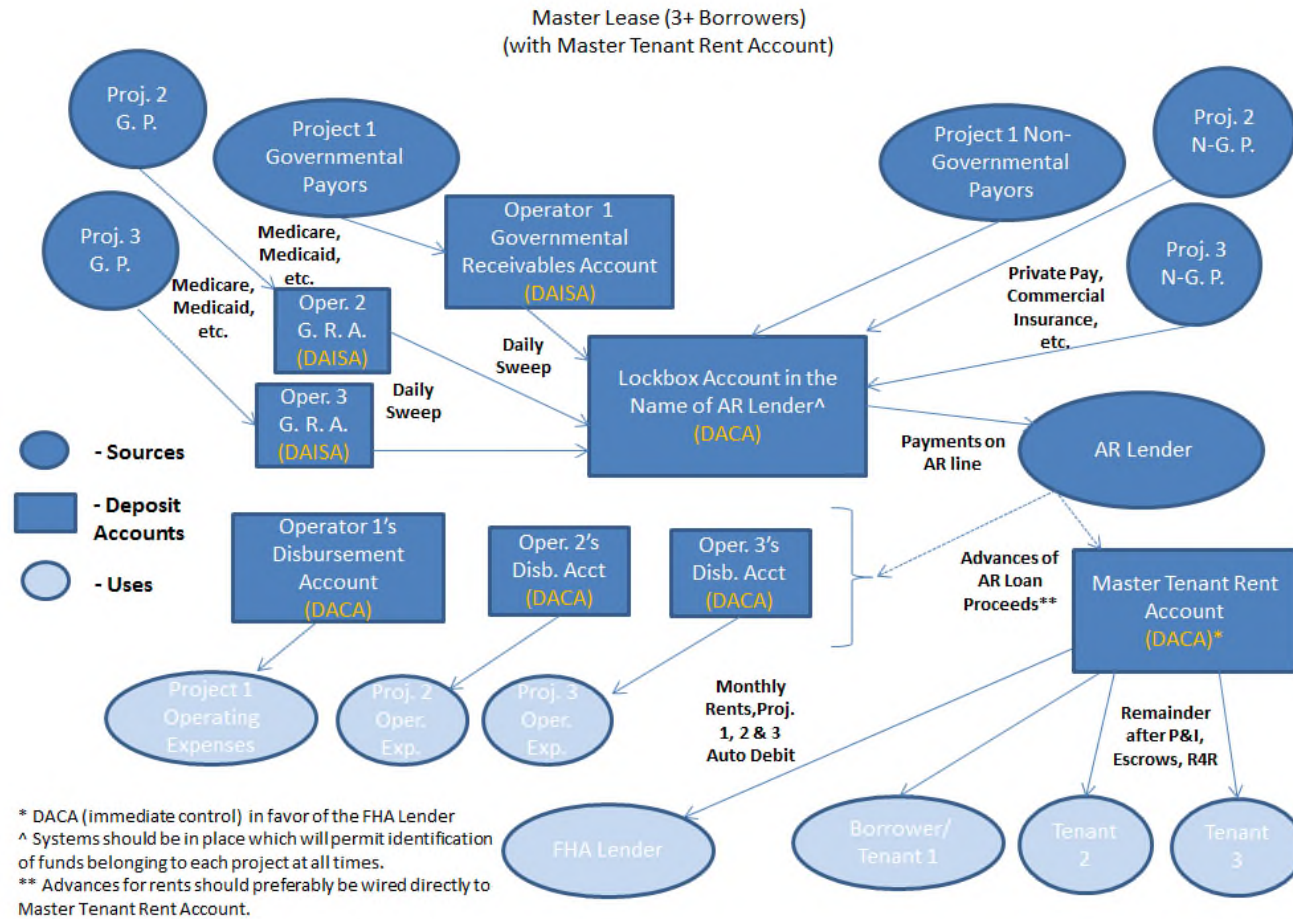 Master Lease (3+ Borrowers)
(with Master Tenant Rent Account)
Proj. 2
G. P.
Project 1
Governmental
Payors
Project 1 Non-
Governmental
Payors
Proj. 2
N-G. P.
Proj. 3
G. P.
Medicare,
Medicaid,
etc.
Operator 1
Governmental
Receivables Account
(DAISA)
Proj. 3
N-G. P.
Medicare,
Medicaid,
etc.
Oper. 2
G. R. A.
(DAISA)
Private Pay,
Commercial
Insurance,
etc.
Daily
Sweep
Oper. 3
G. R. A.
(DAISA)
Daily
Sweep
Lockbox Account in the
Name of AR Lender^
(DACA)
Payments on
AR line
AR Lender
- Sources
- Deposit
Accounts
- Uses
Operator 1's
Disbursement
Account
(DACA)
Oper. 2's
Disb. Acct
(DACA)
Oper. 3's
Disb. Acct
(DACA)
Advances of
AR Loan
Proceeds**
Master Tenant Rent
Account
(DACA)*
Project 1
Operating
Expenses
Proj. 2
Oper.
Exp.
Proj. 3
Oper.
Exp.
Monthly
Rents,Proj.
1, 2 & 3
Auto Debit
Remainder
after P&I,
Escrows, R4R
FHA Lender
Borrower/
Tenant 1
Tenant
2
Tenant
3
* DACA (immediate control) in favor of the FHA Lender
^ Systems should be in place which will permit identification
of funds belonging to each project at all times.
** Advances for rents should preferably be wired directly to
Master Tenant Rent Account.